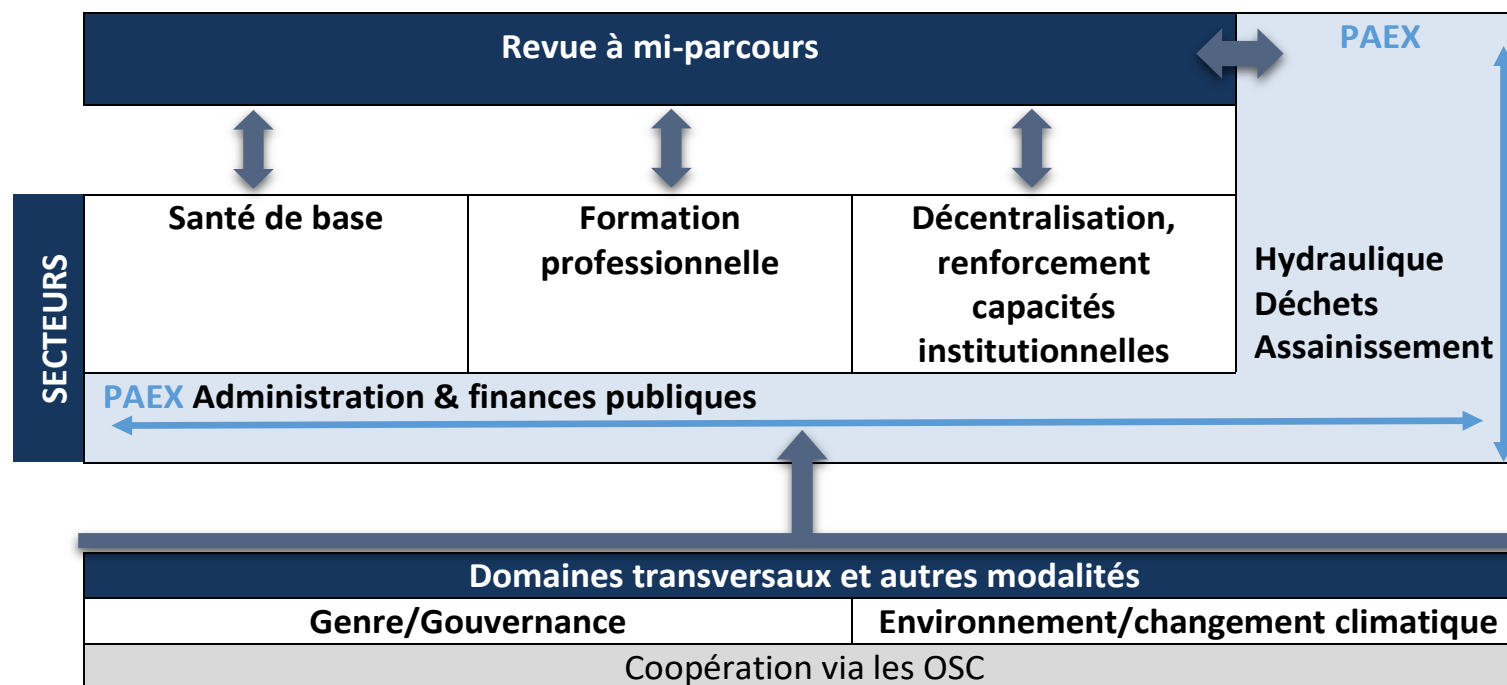 Revue à mi-parcours
PAEX
SECTEURS
Santé de base
Formation
professionnelle
Décentralisation,
renforcement
capacités
institutionnelles
Hydraulique
Déchets
Assainissement
PAEX Administration & finances publiques
Domaines transversaux et autres modalités
Genre/Gouvernance
Environnement/changement climatique
Coopération via les OSC